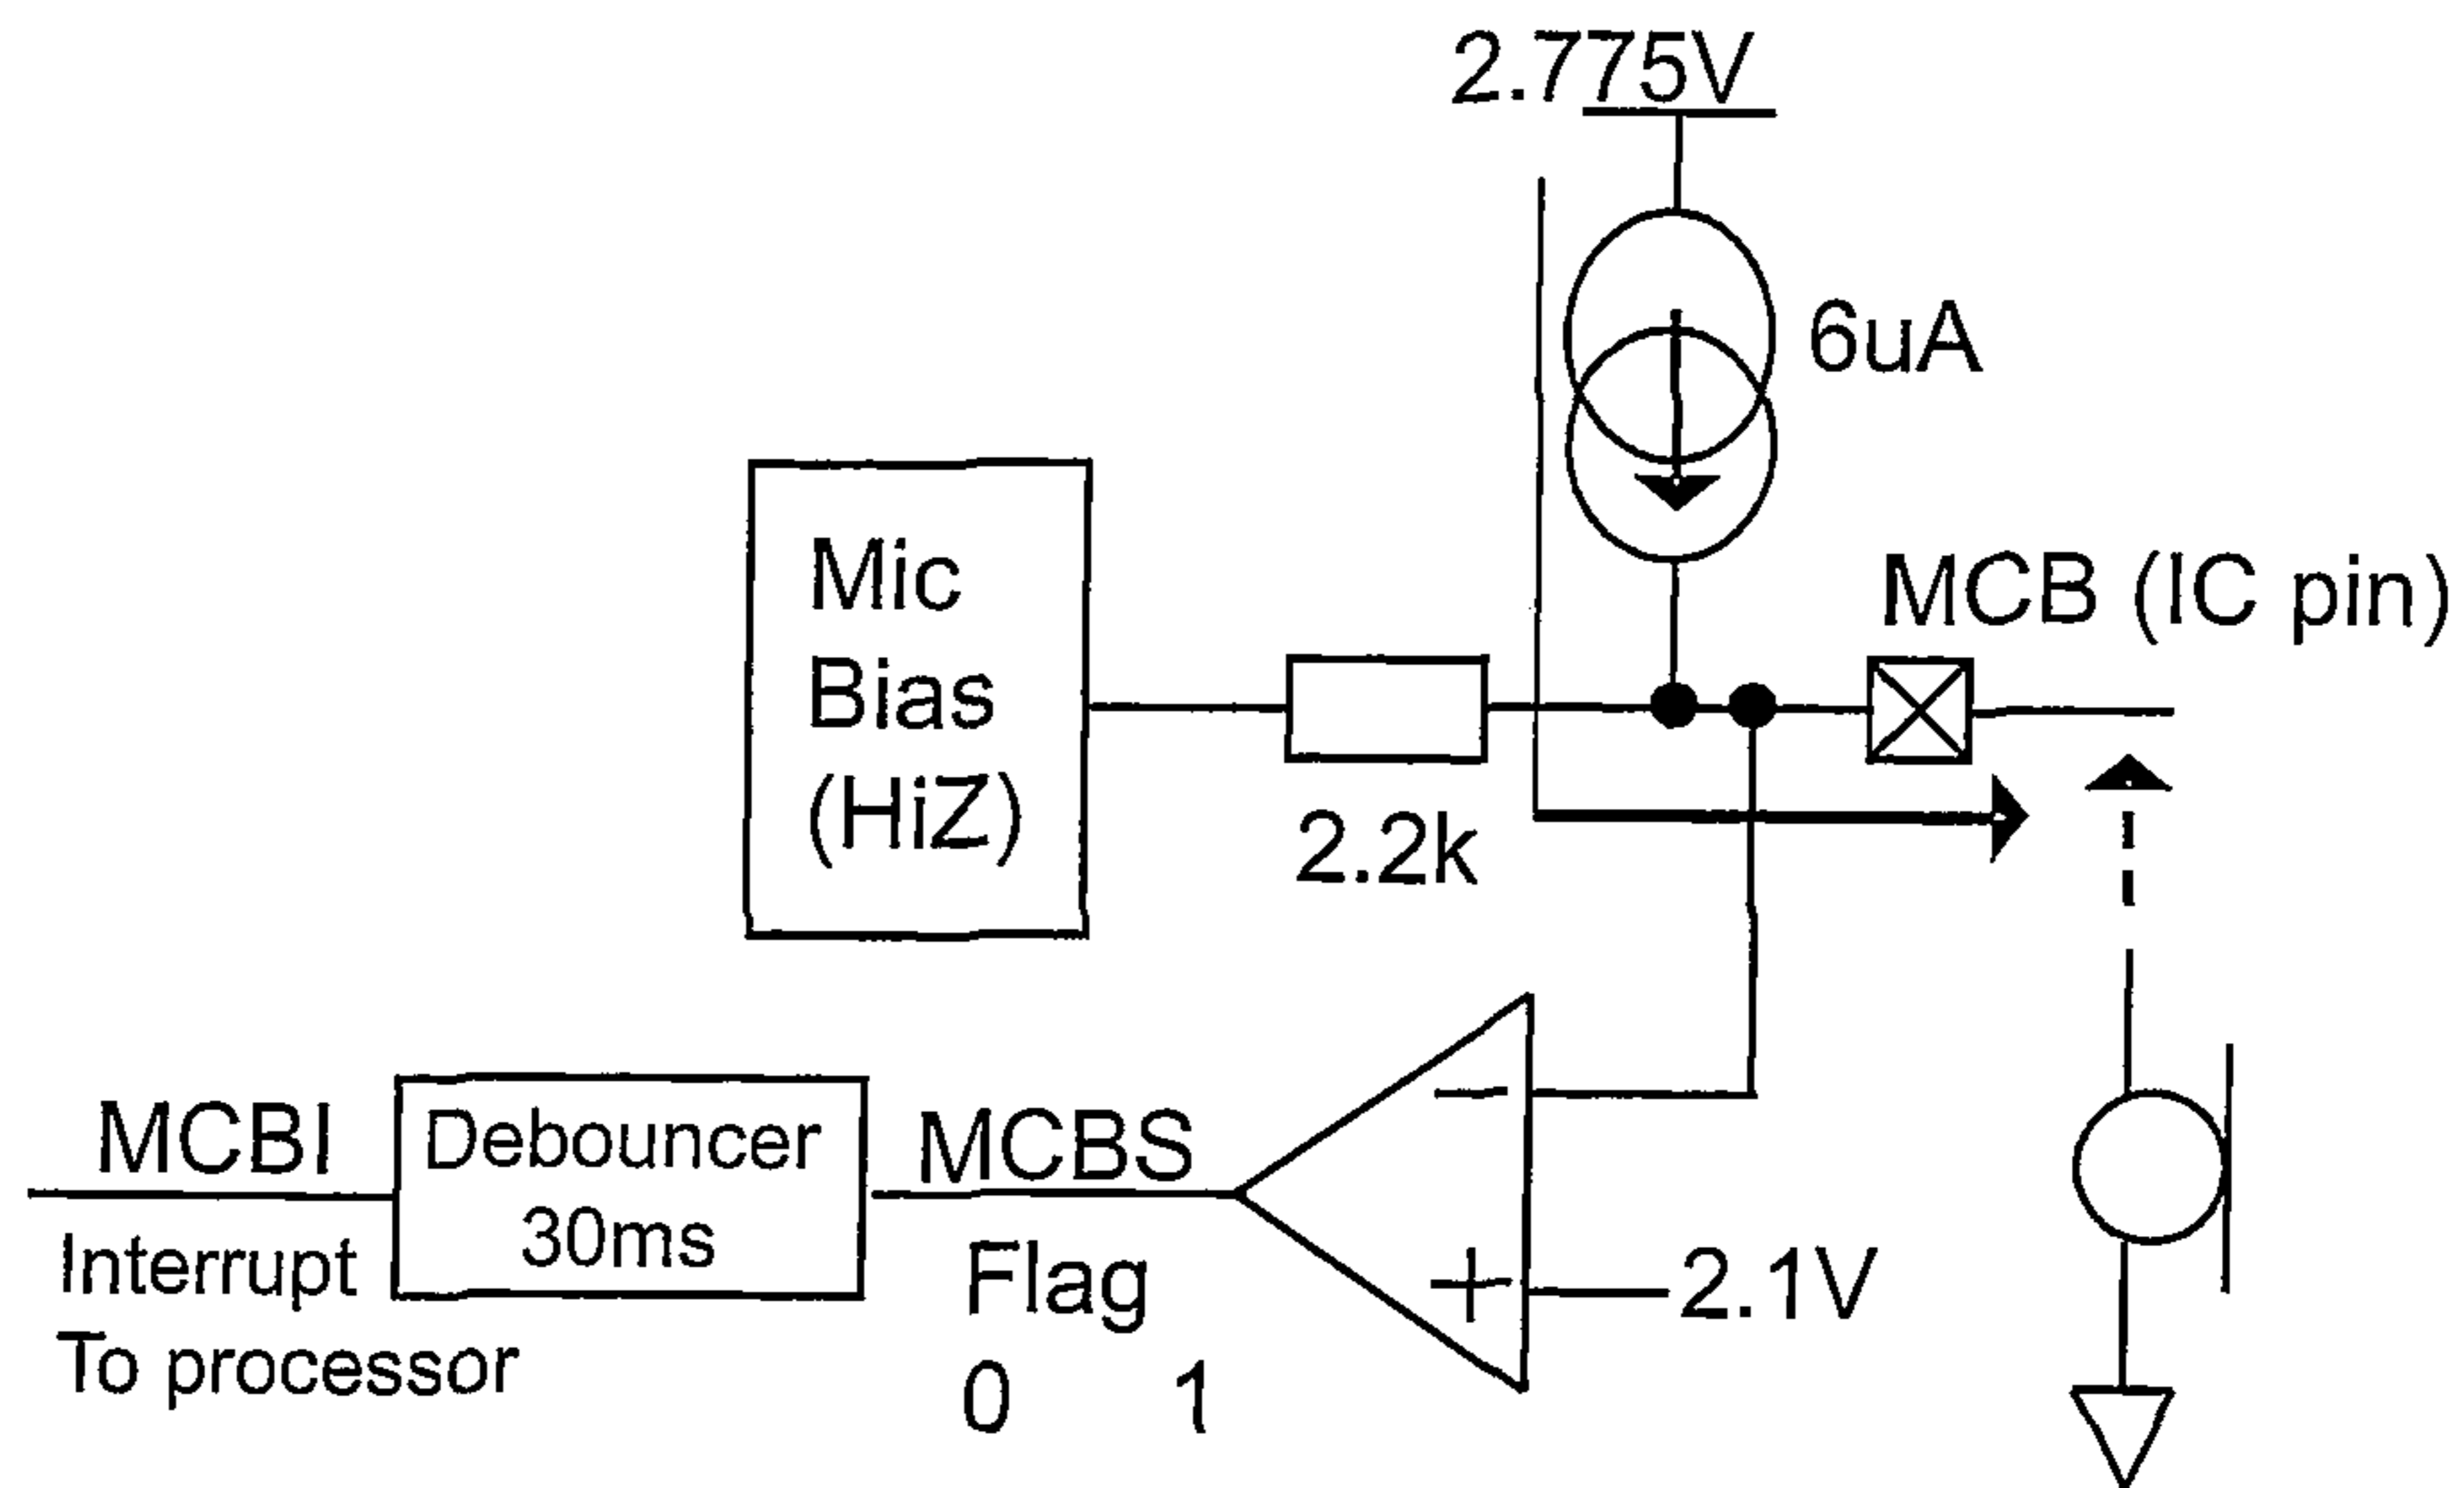 2.775V
6uA
MCB (IC pin)
Mic
Bias
(HiZ)
2.2k
MCBI
Interrupt
To processor
Debouncer
30ms
MCBS
Flag
0 1
−
+
2.1V